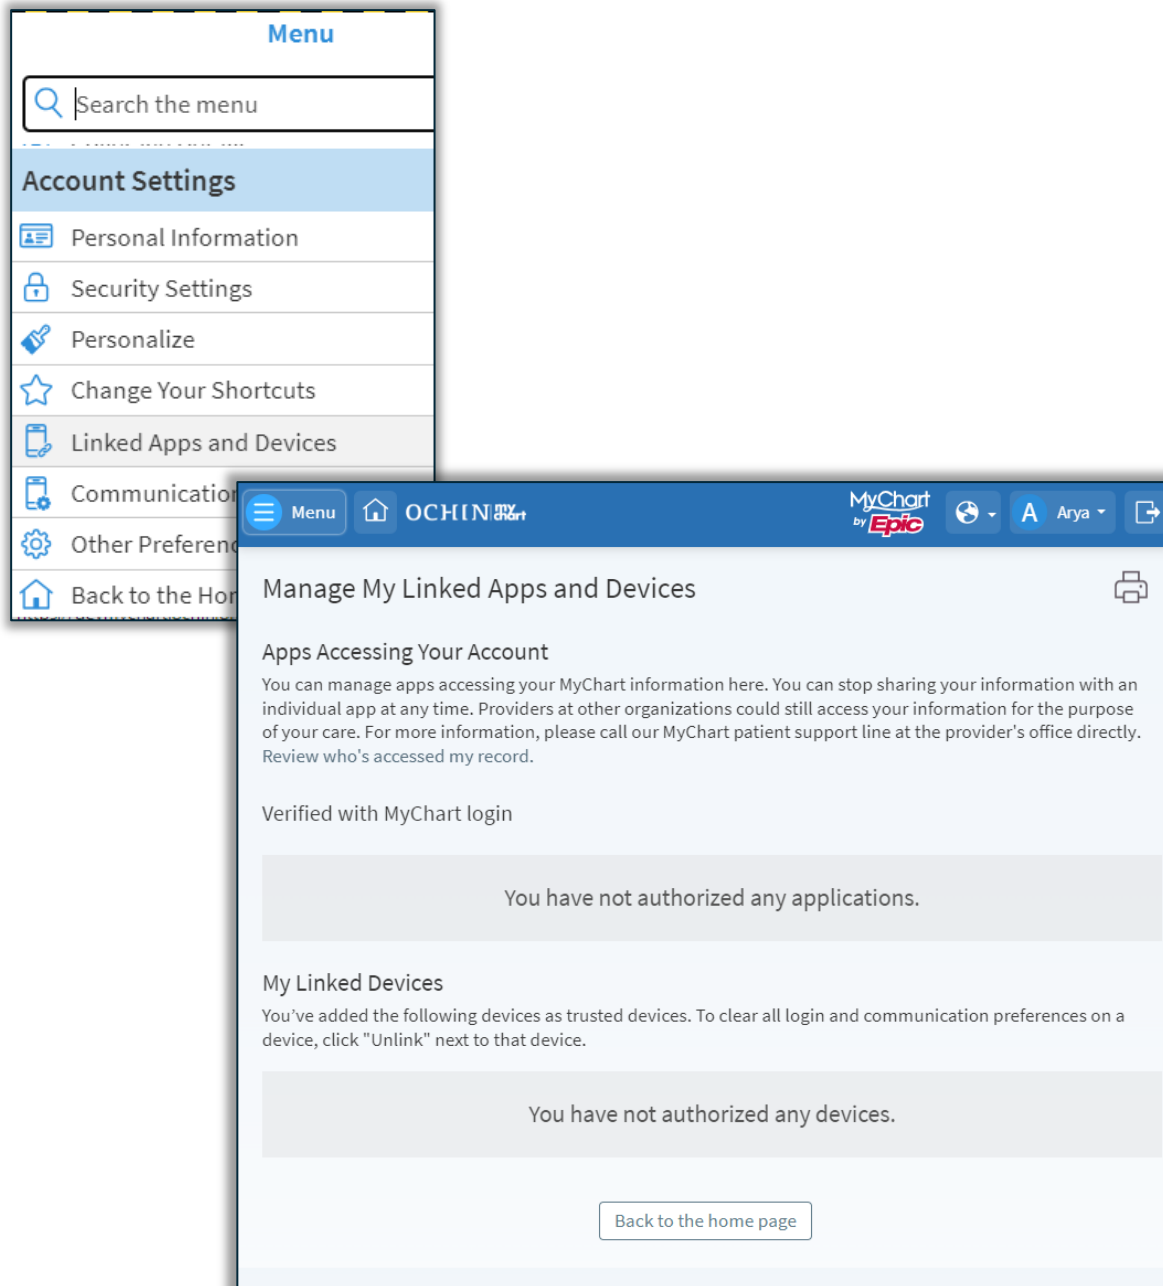 Menu
Search the menu
Account Settings
Personal Information
Security Settings
Personalize
Change Your Shortcuts
Linked Apps and Devices
Communication
Other Preferenc
Back to the Hor
Menu
OCHIN My Chart
MyChart
by Epic
A Arya
Manage My Linked Apps and Devices
Apps Accessing Your Account
You can manage apps accessing your MyChart information here. You can stop sharing your information with an
individual app at any time. Providers at other organizations could still access your information for the purpose
of your care. For more information, please call our MyChart patient support line at the provider's office directly.
Review who's accessed my record.
Verified with MyChart login
You have not authorized any applications.
My Linked Devices
You’ve added the following devices as trusted devices. To clear all login and communication preferences on a
device, click "Unlink" next to that device.
You have not authorized any devices.
Back to the home page